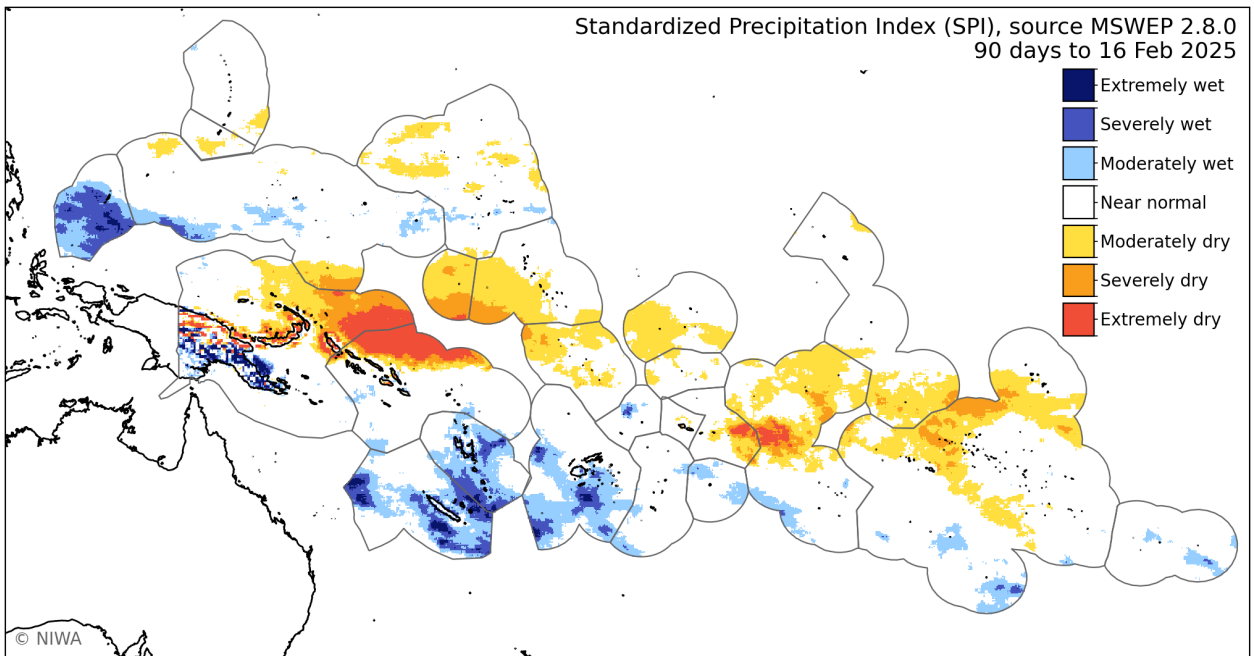 Standardized Precipitation Index (SPI), source MSWEP 2.8.0
90 days to 16 Feb 2025
Extremely wet
Severely wet
Moderately wet
Near normal
Moderately dry
Severely dry
Extremely dry
© NIWA